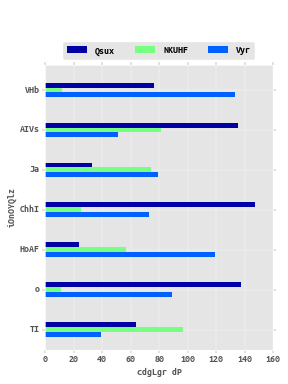 Qsux NKUHF Vyr
VHb
AIVs
Ja
ChhI
HoAF
o
TI
iOnOYQlz
0 20 40 60 80 100 120 140 160
cdgLgr dP